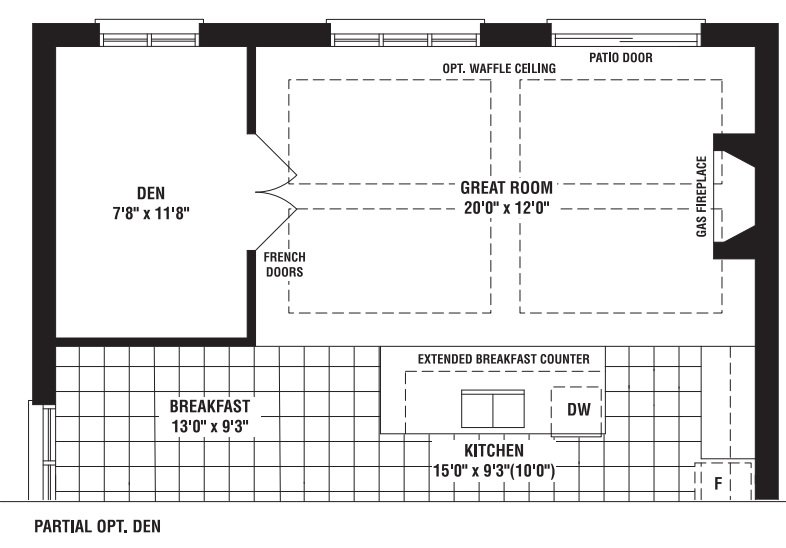 PATIO DOOR
OPT. WAFFLE CEILING
DEN
7'8" x 11'8"
GREAT ROOM
20'0" x 12'0"
GAS FIREPLACE
FRENCH
DOORS
EXTENDED BREAKFAST COUNTER
BREAKFAST
13'0" x 9'3"
DW
KITCHEN
15'0" x 9'3"(10'0")
F
PARTIAL OPT. DEN